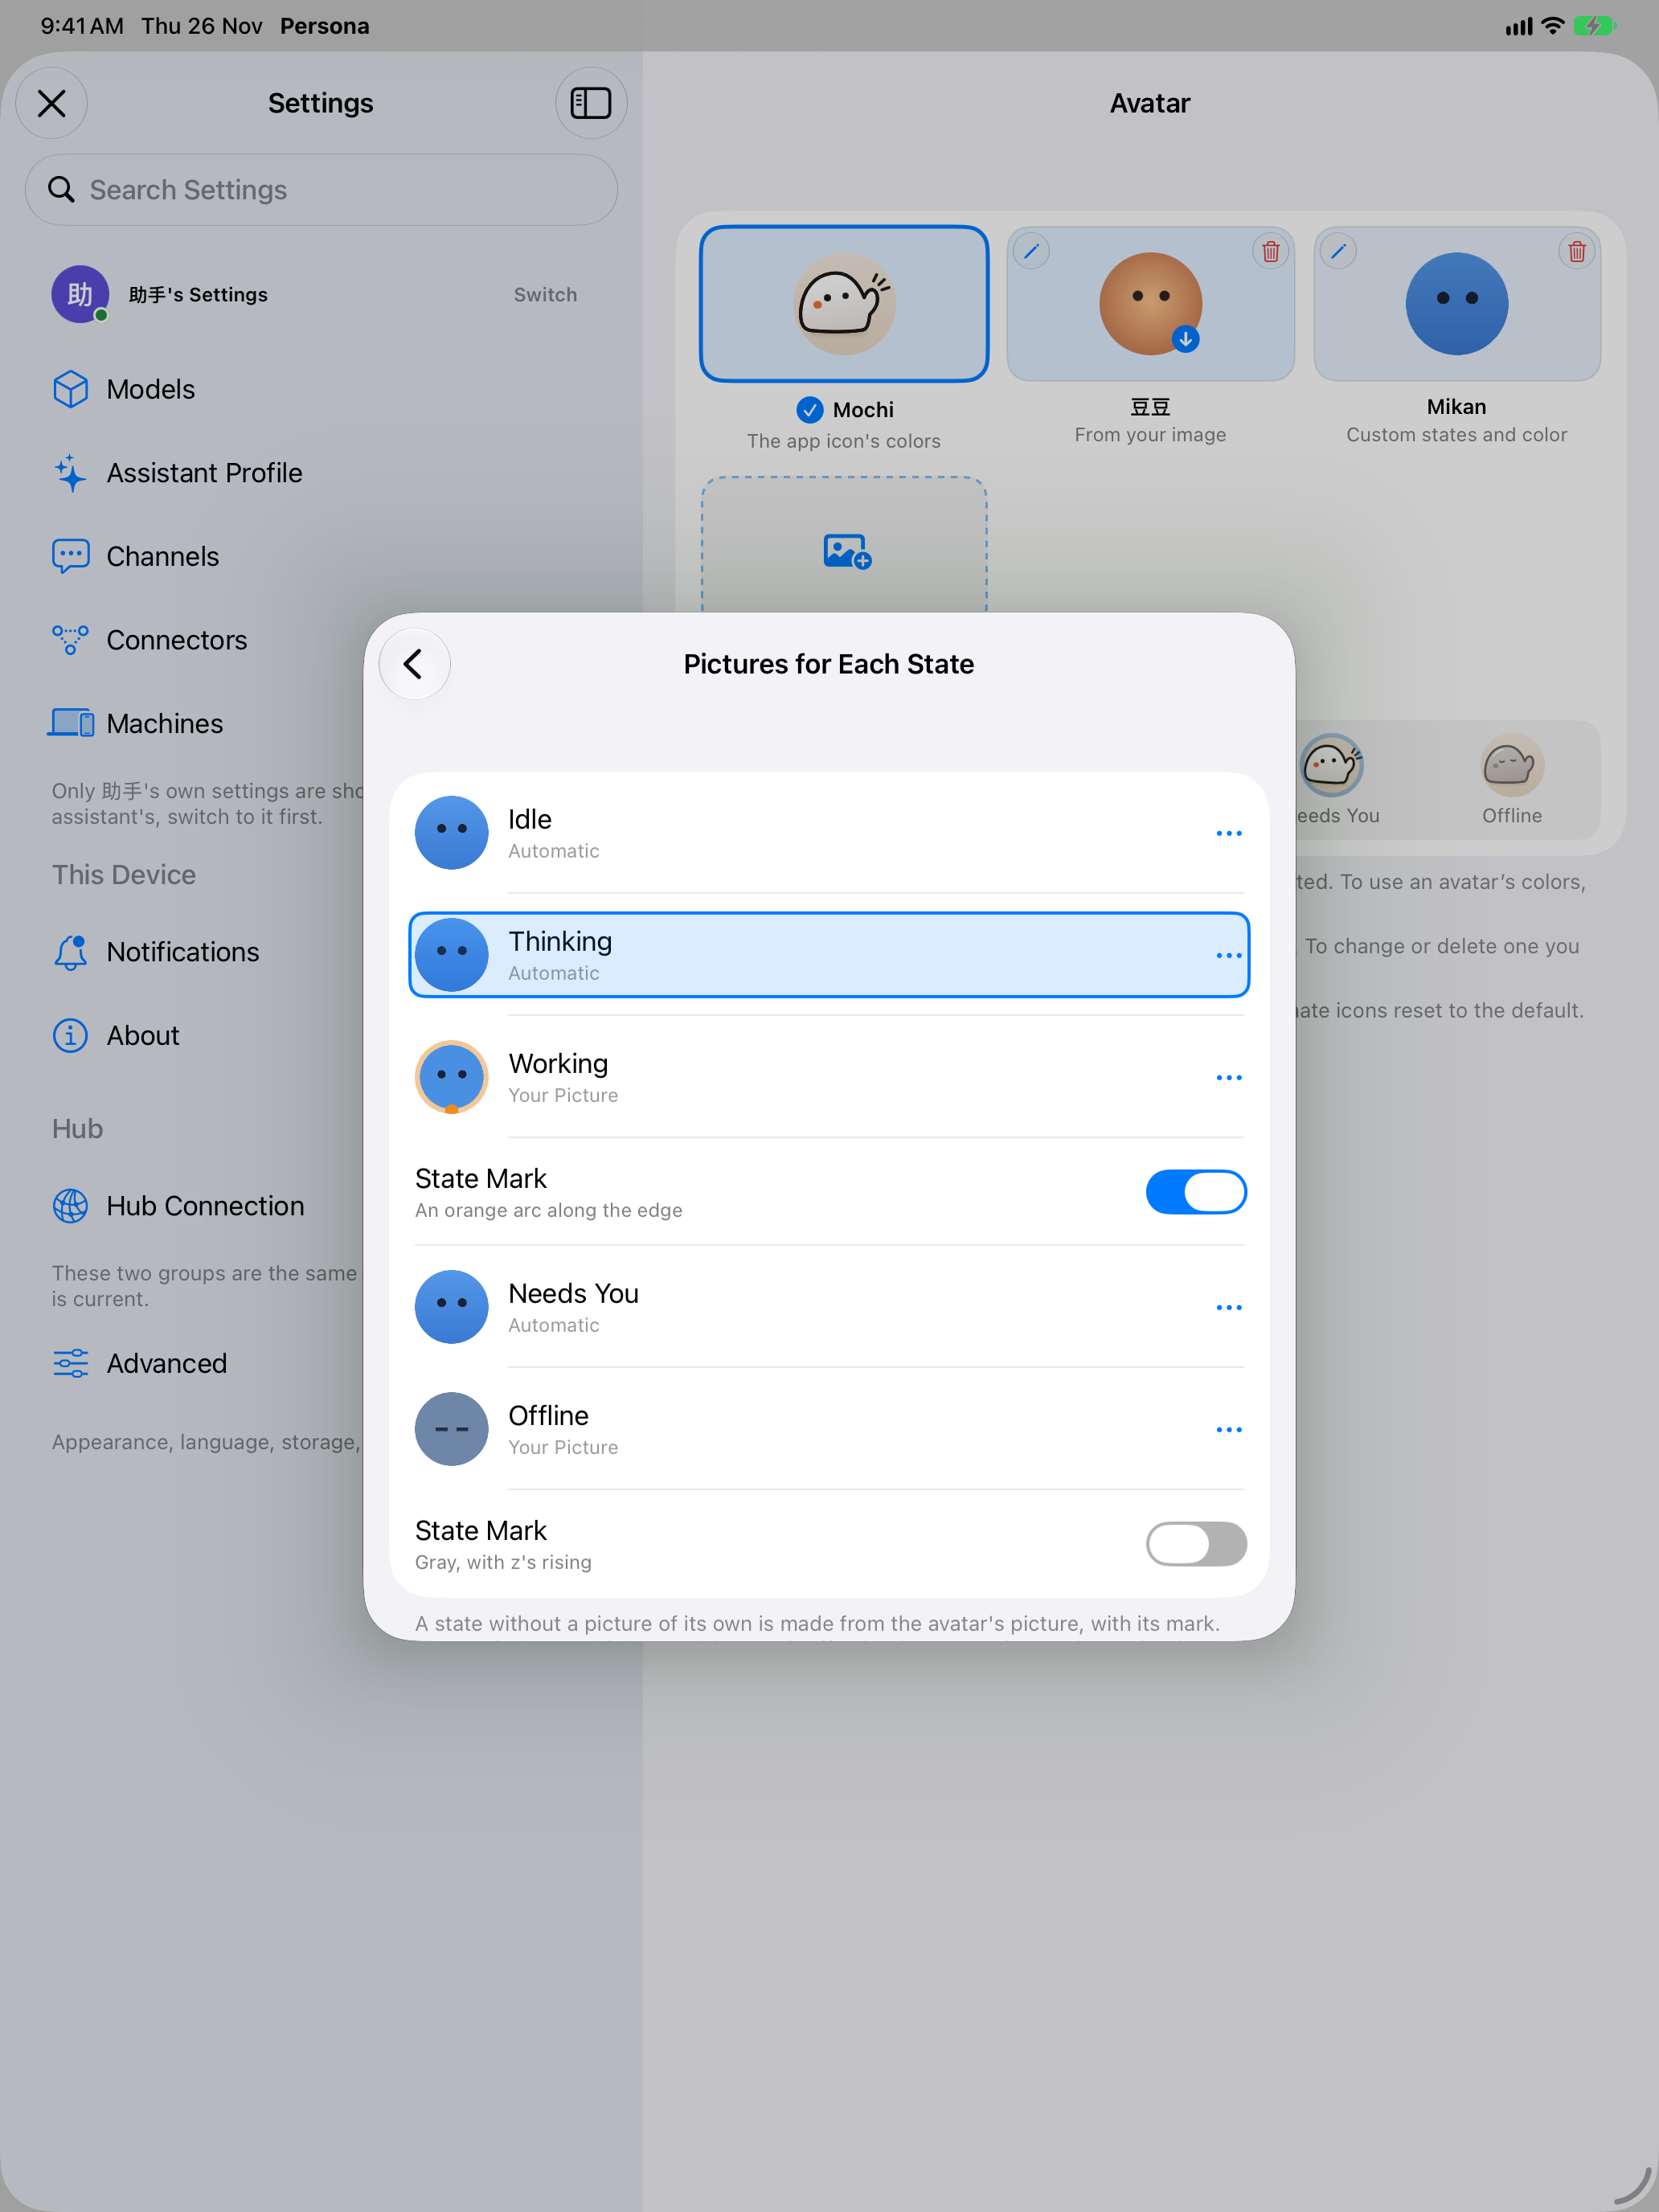 9:41 AM Thu 26 Nov Persona
Settings
Search Settings
助
助手's Settings
Switch
Models
Assistant Profile
Channels
Connectors
Machines
Only 助手's own settings are
assistant's, switch to it first.
This Device
Notifications
About
Hub
Hub Connection
These two groups are the same
is current.
Advanced
Appearance, language, storage,
Avatar
Mochi
The app icon's colors
豆豆
From your image
Mikan
Custom states and color
You
Offline
To use an avatar’s colors,
To change or delete one you
icons reset to the default.
Pictures for Each State
Idle
Automatic
Thinking
Automatic
Working
Your Picture
State Mark
An orange arc along the edge
Needs You
Automatic
Offline
Your Picture
State Mark
Gray, with z's rising
A state without a picture of its own is made from the avatar's picture, with its mark.